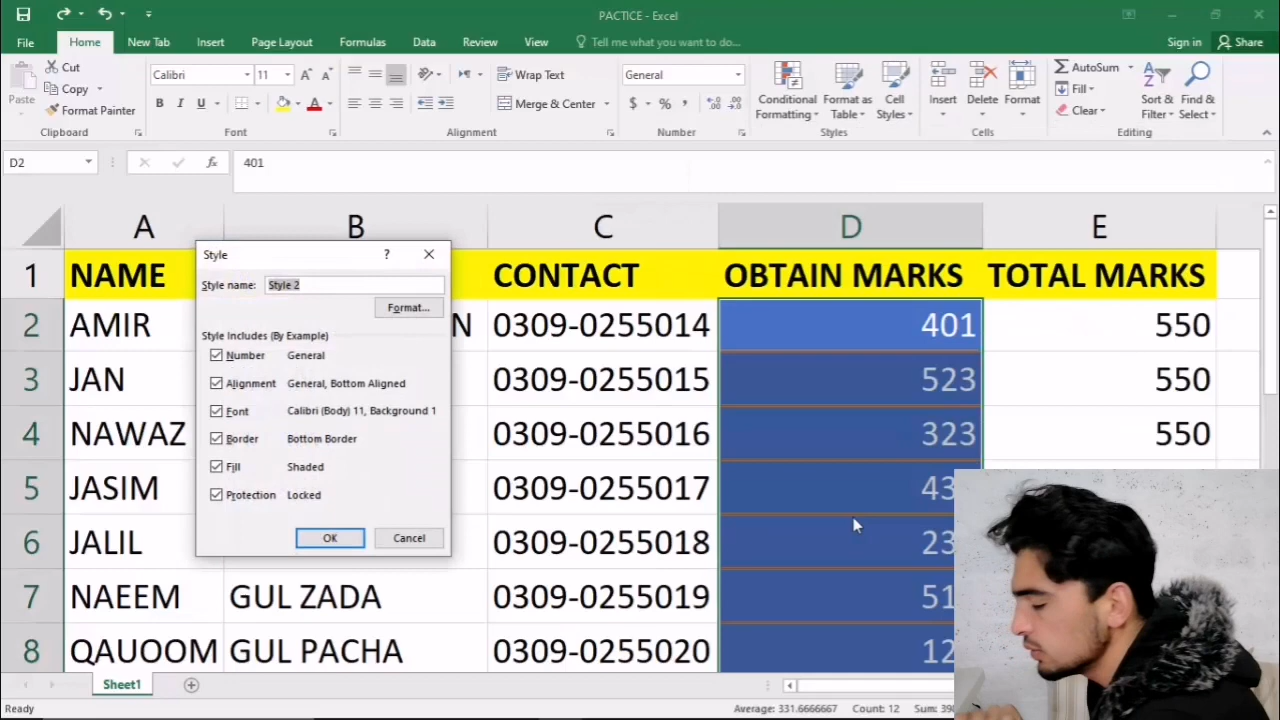 PACTICE - Excel
File Home New Tab Insert Page Layout Formulas Data Review View Tell me what you want to do... Sign in Share
Paste
Cut
Copy
Format Painter
Clipboard
Calibri 11
B I U
Font
Wrap Text
Merge & Center
Alignment
General
$ % ,
Number
Conditional Formatting
Format as Table
Cell Styles
Styles
Insert
Delete
Format
Cells
AutoSum
Fill
Clear
Sort & Filter
Find & Select
Editing
D2 fx 401
A B C D E
1 NAME CONTACT OBTAIN MARKS TOTAL MARKS
2 AMIR N 0309-0255014 401 550
3 JAN 0309-0255015 523 550
4 NAWAZ 0309-0255016 323 550
5 JASIM 0309-0255017 43
6 JALIL 0309-0255018 23
7 NAEEM GUL ZADA 0309-0255019 51
8 QAUOOM GUL PACHA 0309-0255020 12
Style ?
Style name: Style 2
Format...
Style Includes (By Example)
Number General
Alignment General, Bottom Aligned
Font Calibri (Body) 11, Background 1
Border Bottom Border
Fill Shaded
Protection Locked
OK Cancel
Sheet1
Ready Average: 331.6666667 Count: 12 Sum: